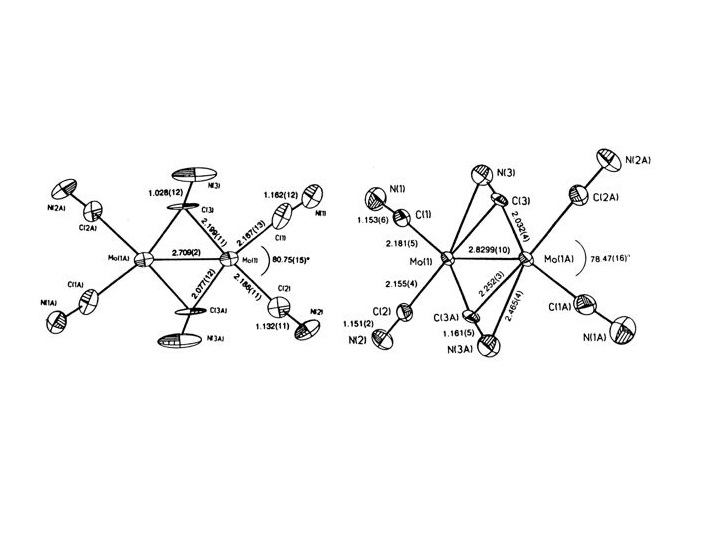 N(3)
1.028(12)
1.162(12)
N(2A)
C(3)
N(1)
C(2A)
2.199(11)
2.167(13)
C(1)
2.709(2)
Mo(1A)
Mo(1)
80.75(15)°
2.077(12)
2.166(11)
C(1A)
C(2)
N(1A)
C(3A)
1.132(11)
N(2)
N(3A)
N(2A)
N(3)
N(1)
C(3)
C(2A)
1.153(6)
C(1)
2.032(4)
2.181(5)
2.8299(10)
Mo(1)
Mo(1A)
78.47(16)°
2.155(4)
2.252(3)
C(2)
C(3A)
2.465(4)
C(1A)
1.151(2)
1.161(5)
N(2)
N(3A)
N(1A)